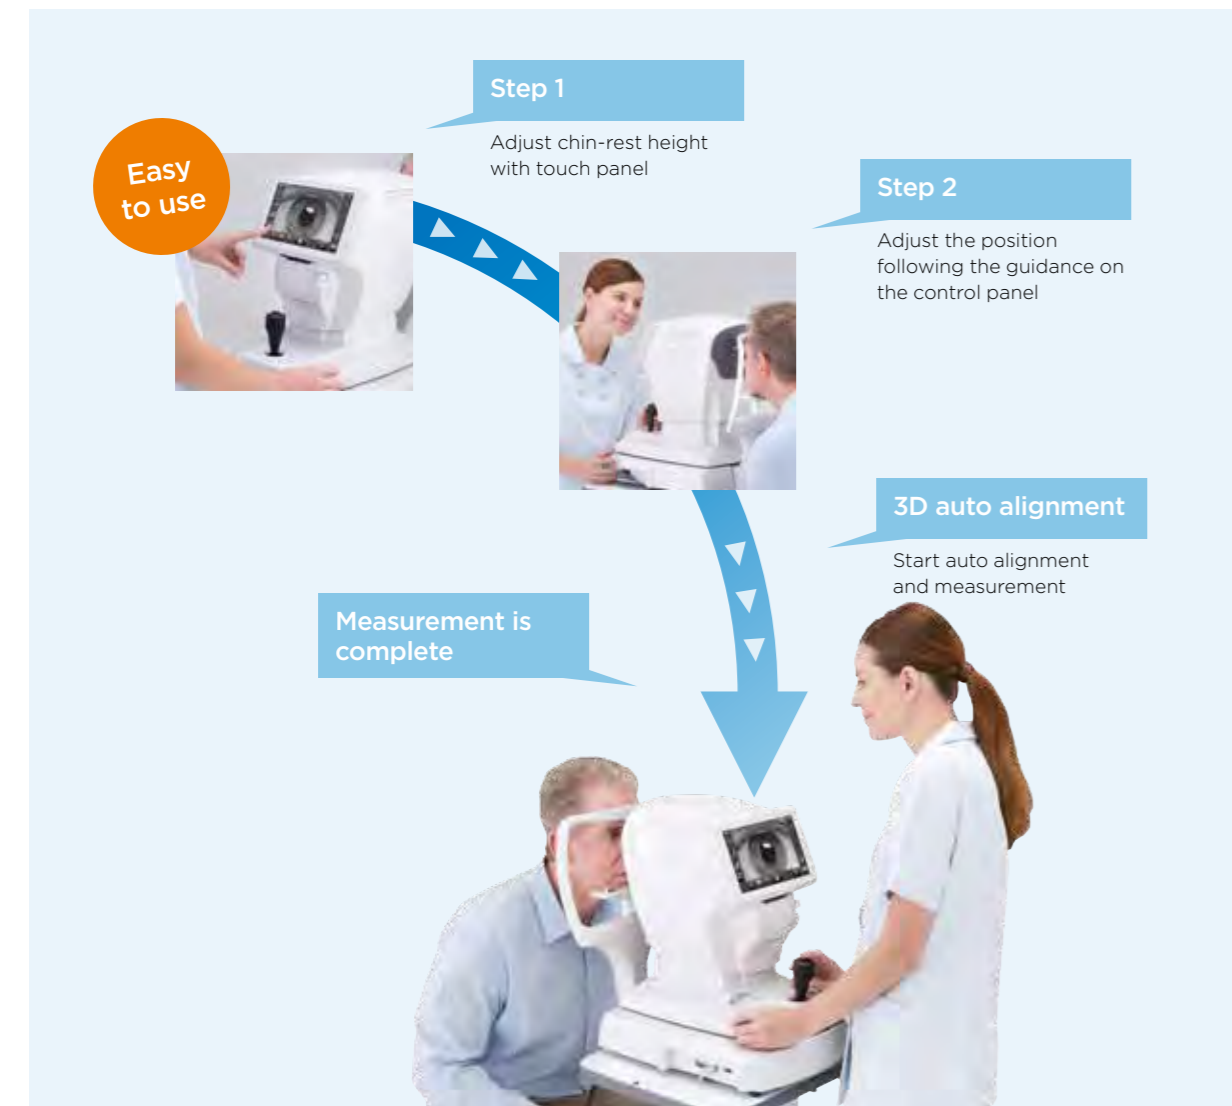 Easy
to use
Step 1
Adjust chin-rest height
with touch panel
Step 2
Adjust the position
following the guidance on
the control panel
3D auto alignment
Start auto alignment
and measurement
Measurement is
complete